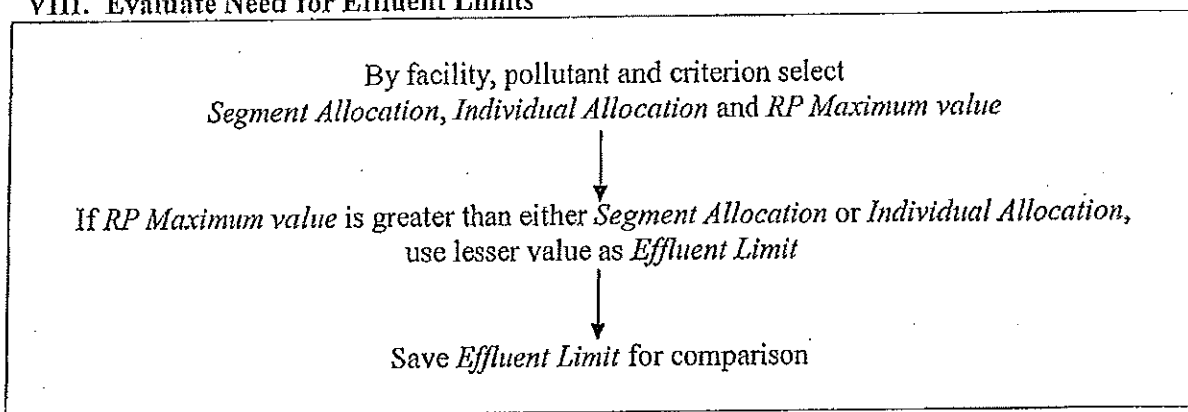 VIII. Evaluate Need for Effluent Limits
By facility, pollutant and criterion select
Segment Allocation, Individual Allocation and RP Maximum value
If RP Maximum value is greater than either Segment Allocation or Individual Allocation,
use lesser value as Effluent Limit
Save Effluent Limit for comparison